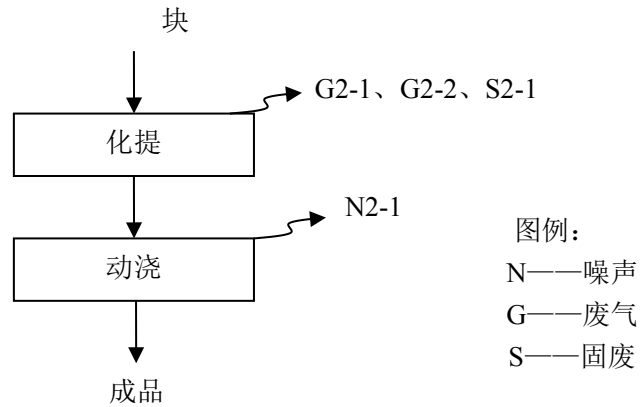 块
G2-1、G2-2、S2-1
化提
N2-1
动浇
图例：
N——噪声
G——废气
S——固废
成品